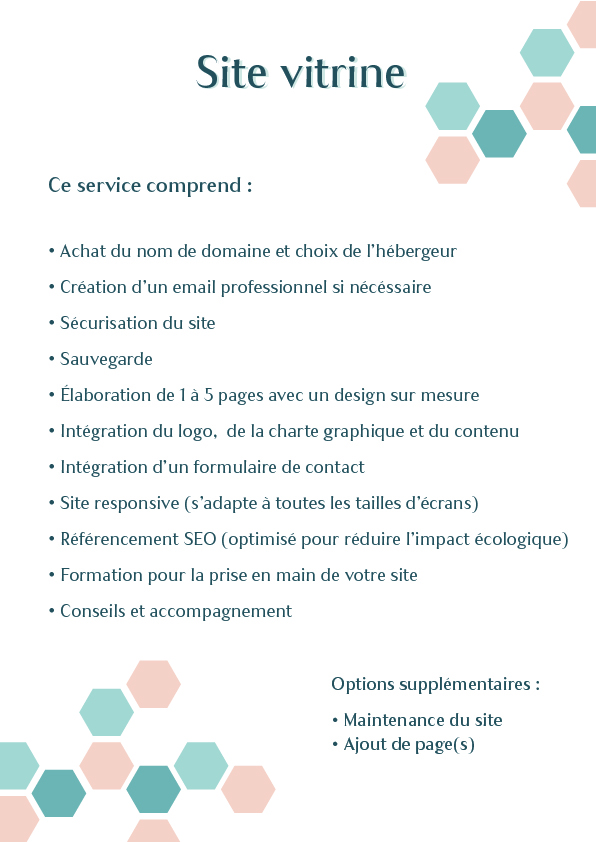 Site vitrine
Ce service comprend :
• Achat du nom de domaine et choix de l'hébergeur
• Création d'un email professionnel si nécéssaire
• Sécurisation du site
• Sauvegarde
• Élaboration de 1 à 5 pages avec un design sur mesure
• Intégration du logo,  de la charte graphique et du contenu
• Intégration d'un formulaire de contact
• Site responsive (s'adapte à toutes les tailles d'écrans)
• Référencement SEO (optimisé pour réduire l'impact écologique)
• Formation pour la prise en main de votre site
• Conseils et accompagnement
Options supplémentaires :
• Maintenance du site
• Ajout de page(s)